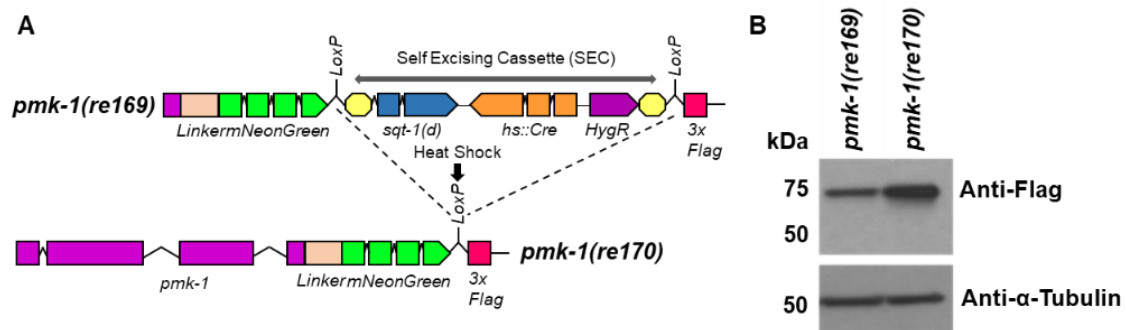 A
Self Excising Cassette (SEC)
LoxP
LoxP
pmk-1(re169)
LinkermNeonGreen
sqt-1(d)
hs::Cre
HygR
3x
Flag
Heat Shock
LoxP
pmk-1(re170)
pmk-1
LinkermNeonGreen
3x
Flag
B
pmk-1(re169)
pmk-1(re170)
kDa
75
Anti-Flag
50
50
Anti-α-Tubulin